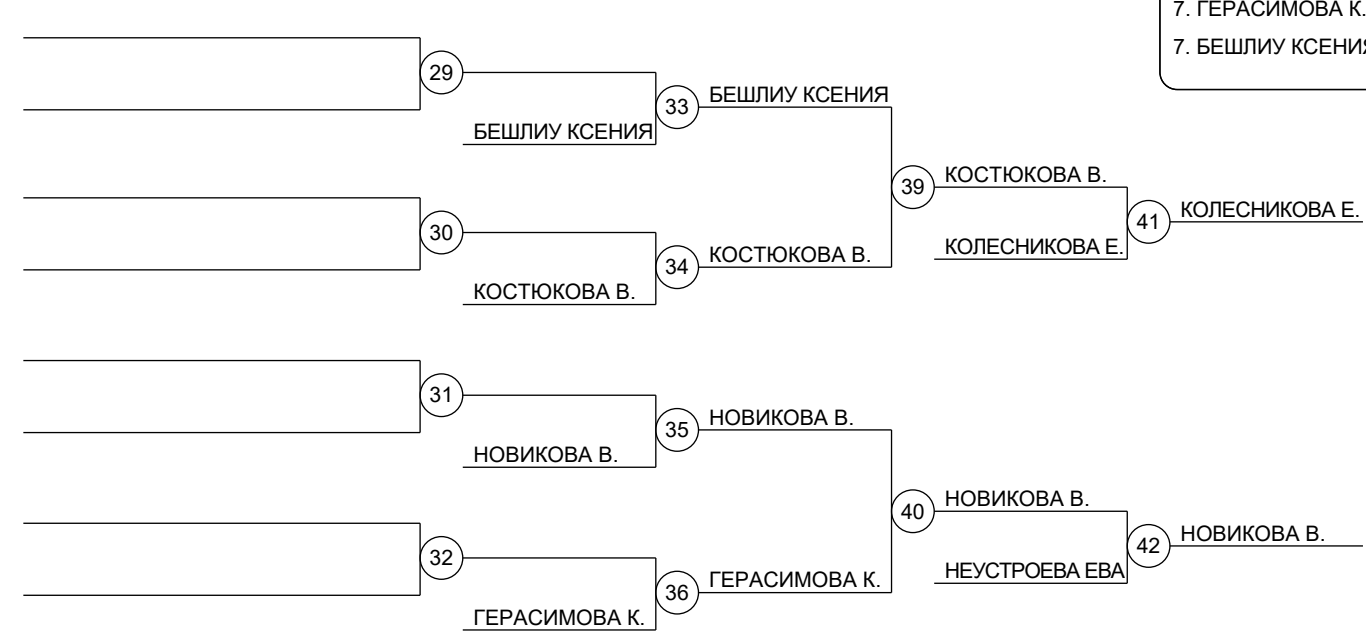 7. ГЕРАСИМОВА К.
7. БЕШЛИУ КСЕНИЯ
29
33
БЕШЛИУ КСЕНИЯ
БЕШЛИУ КСЕНИЯ
39
КОСТЮКОВА В.
41
КОЛЕСНИКОВА Е.
КОЛЕСНИКОВА Е.
30
34
КОСТЮКОВА В.
КОСТЮКОВА В.
31
35
НОВИКОВА В.
НОВИКОВА В.
40
НОВИКОВА В.
42
НОВИКОВА В.
НЕУСТРОЕВА ЕВА
32
36
ГЕРАСИМОВА К.
ГЕРАСИМОВА К.